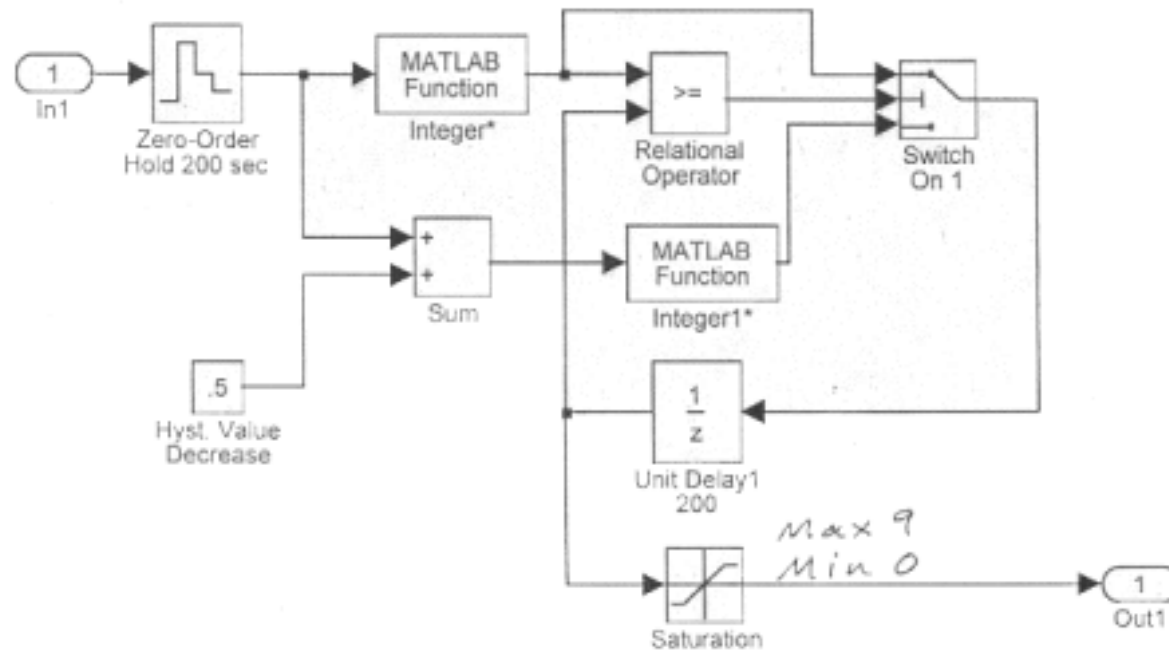 1
In1
Zero-Order
Hold 200 sec
MATLAB
Function
Integer*
>=
Relational
Operator
Switch
On 1
+
+
Sum
MATLAB
Function
Integer1*
.5
Hyst. Value
Decrease
1
z
Unit Delay1
200
Max 9
Min 0
Saturation
1
Out1